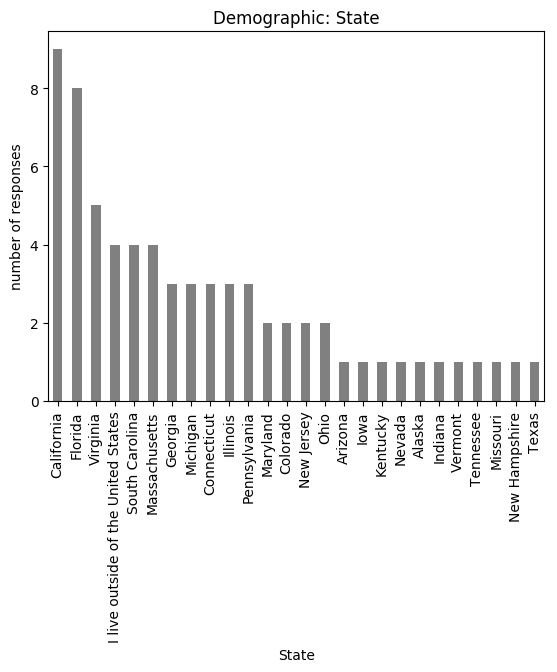 Demographic: State
number of responses
8
6
4
2
0
California
Florida
Virginia
I live outside of the United States
South Carolina
Massachusetts
Georgia
Michigan
Connecticut
Illinois
Pennsylvania
Maryland
Colorado
New Jersey
Ohio
Arizona
Iowa
Kentucky
Nevada
Alaska
Indiana
Vermont
Tennessee
Missouri
New Hampshire
Texas
State